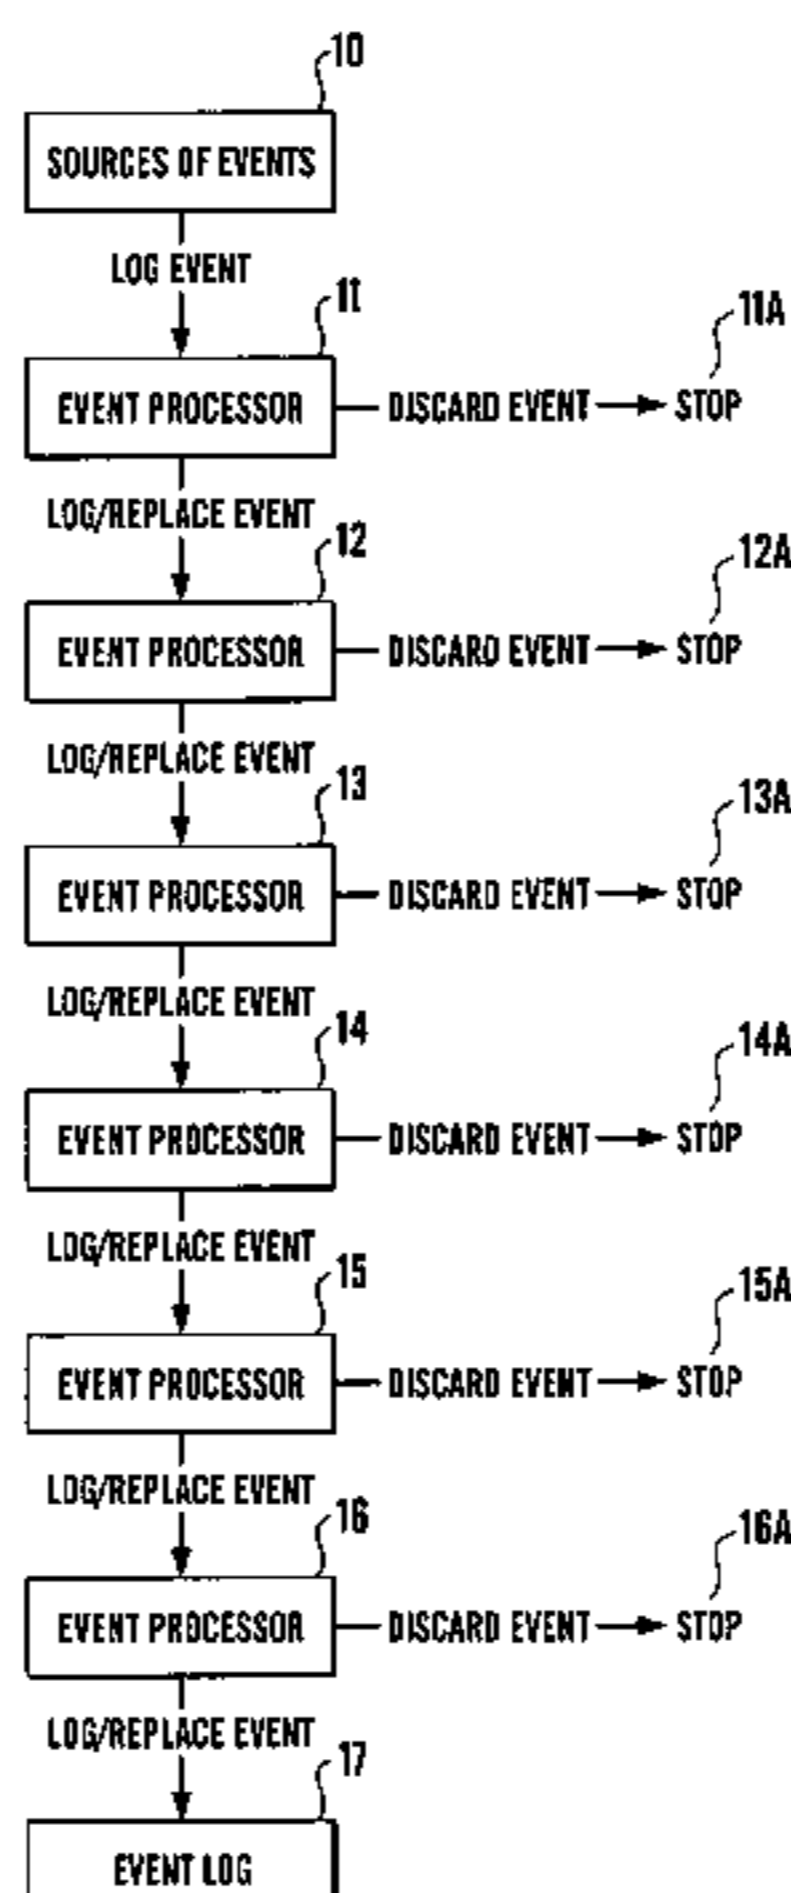 10
SOURCES OF EVENTS
LOG EVENT
11
11A
EVENT PROCESSOR DISCARD EVENT STOP
LOG/REPLACE EVENT
12
12A
EVENT PROCESSOR DISCARD EVENT STOP
LOG/REPLACE EVENT
13
13A
EVENT PROCESSOR DISCARD EVENT STOP
LOG/REPLACE EVENT
14
14A
EVENT PROCESSOR DISCARD EVENT STOP
LOG/REPLACE EVENT
15
15A
EVENT PROCESSOR DISCARD EVENT STOP
LOG/REPLACE EVENT
16
16A
EVENT PROCESSOR DISCARD EVENT STOP
LOG/REPLACE EVENT
17
EVENT LOG